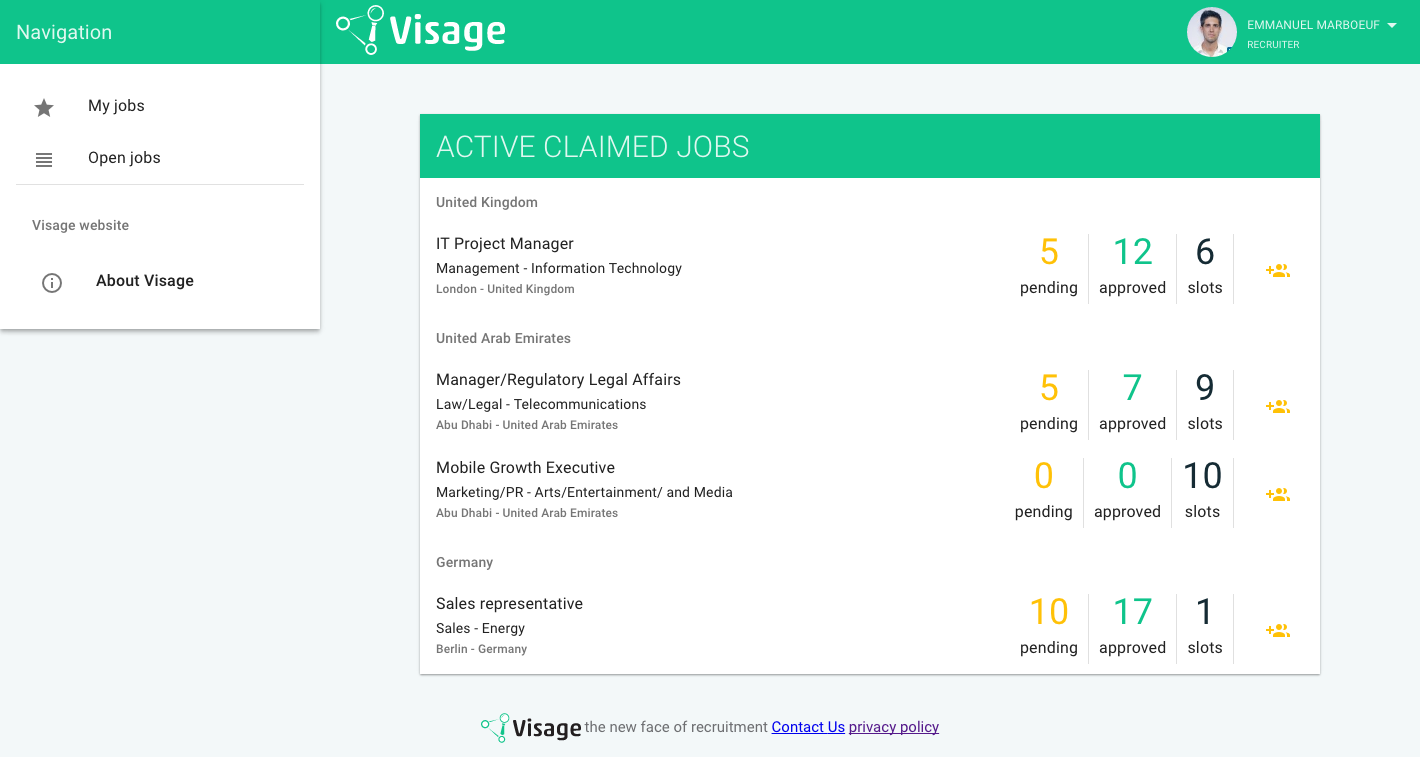 Navigation
Visage
EMMANUEL MARBOEUF
RECRUITER
My jobs
Open jobs
Visage website
About Visage
ACTIVE CLAIMED JOBS
United Kingdom
IT Project Manager
Management - Information Technology
London - United Kingdom
5 12 6
pending approved slots
United Arab Emirates
Manager/Regulatory Legal Affairs
Law/Legal - Telecommunications
Abu Dhabi - United Arab Emirates
5 7 9
pending approved slots
Mobile Growth Executive
Marketing/PR - Arts/Entertainment/ and Media
Abu Dhabi - United Arab Emirates
0 0 10
pending approved slots
Germany
Sales representative
Sales - Energy
Berlin - Germany
10 17 1
pending approved slots
Visage the new face of recruitment Contact Us privacy policy